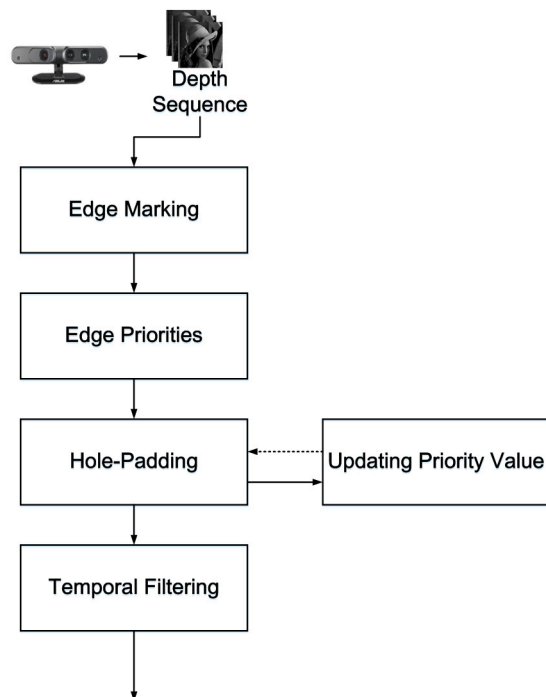 Depth
Sequence
Edge Marking
Edge Priorities
Hole-Padding
Updating Priority Value
Temporal Filtering